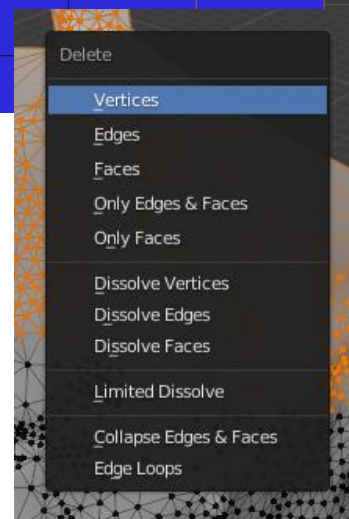 Delete
Vertices
Edges
Faces
Only Edges & Faces
Only Faces
Dissolve Vertices
Dissolve Edges
Dissolve Faces
Limited Dissolve
Collapse Edges & Faces
Edge Loops